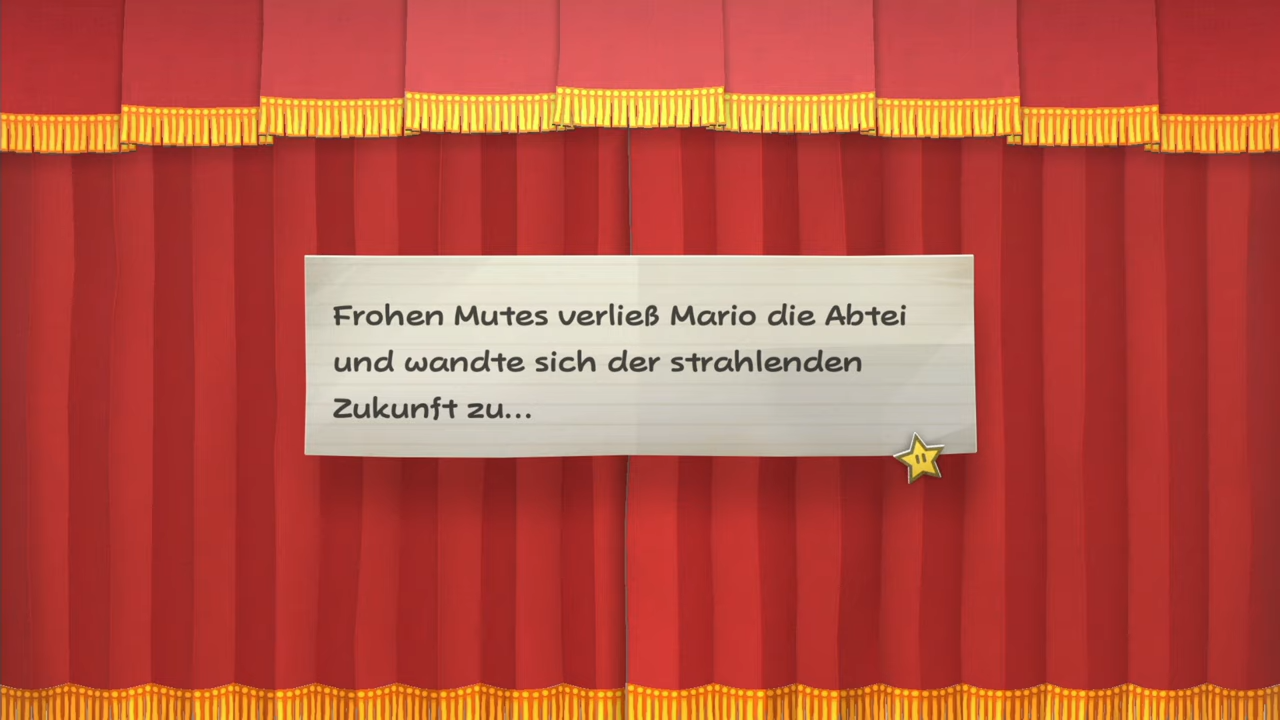 Frohen Mutes verließ Mario die Abtei
und wandte sich der strahlenden
Zukunft zu...